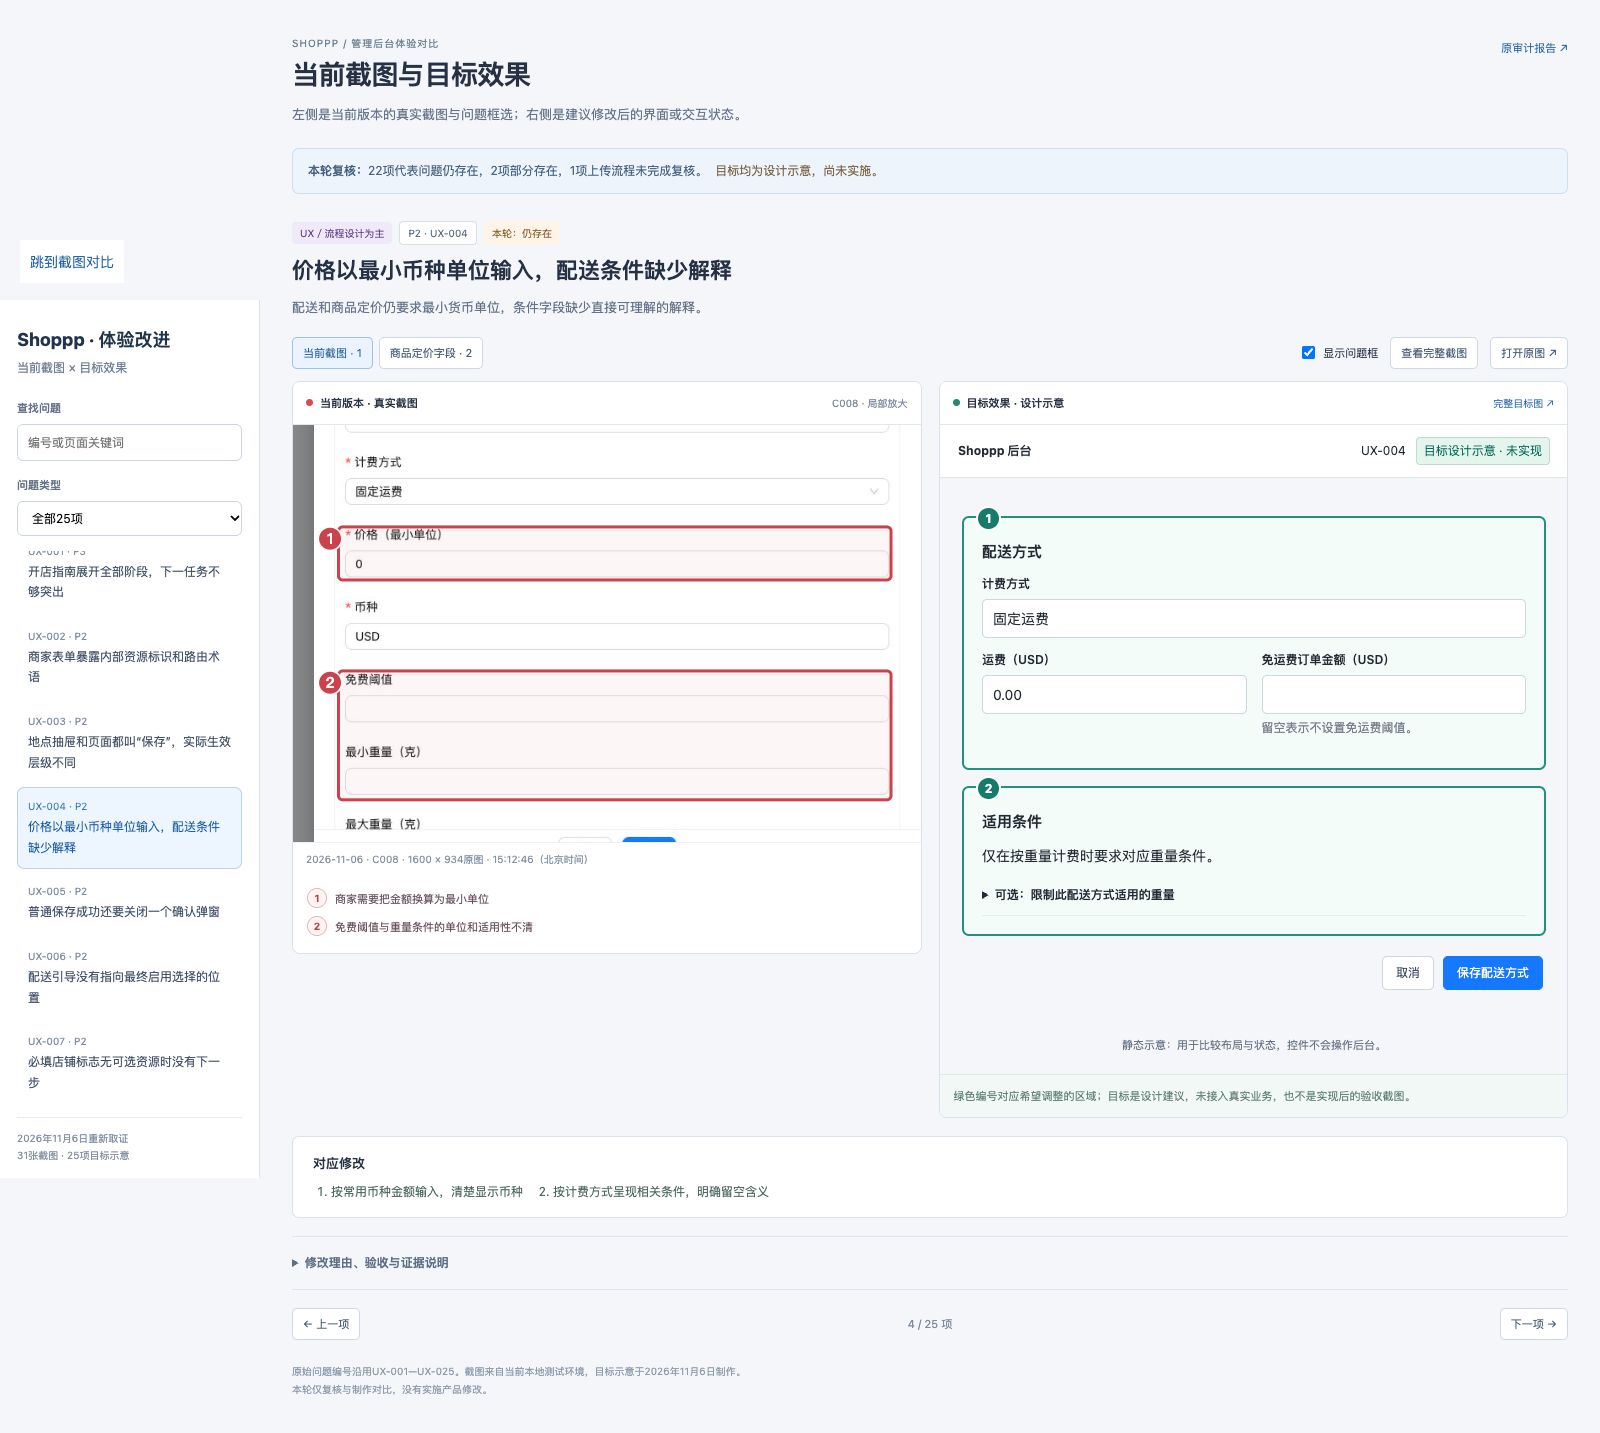 SHOPPP / 管理后台体验对比
当前截图与目标效果
原审计报告 ↗
左侧是当前版本的真实截图与问题框选；右侧是建议修改后的界面或交互状态。
本轮复核：22项代表问题仍存在，2项部分存在，1项上传流程未完成复核。 目标均为设计示意，尚未实施。
跳到截图对比
Shoppp · 体验改进
当前截图 × 目标效果
查找问题
编号或页面关键词
问题类型
全部25项
UX-001 · P3
开店指南展开全部阶段，下一任务不
够突出
UX-002 · P2
商家表单暴露内部资源标识和路由术
语
UX-003 · P2
地点抽屉和页面都叫“保存”，实际生效
层级不同
UX-004 · P2
价格以最小币种单位输入，配送条件
缺少解释
UX-005 · P2
普通保存成功还要关闭一个确认弹窗
UX-006 · P2
配送引导没有指向最终启用选择的位
置
UX-007 · P2
必填店铺标志无可选资源时没有下一
步
2026年11月6日重新取证
31张截图 · 25项目标示意
UX / 流程设计为主
P2 · UX-004
本轮：仍存在
价格以最小币种单位输入，配送条件缺少解释
配送和商品定价仍要求最小货币单位，条件字段缺少直接可理解的解释。
当前截图 · 1
商品定价字段 · 2
显示问题框
查看完整截图
打开原图 ↗
当前版本 · 真实截图
C008 · 局部放大
* 计费方式
固定运费
1
* 价格（最小单位）
0
* 币种
USD
2
免费阈值
最小重量（克）
最大重量（克）
2026-11-06 · C008 · 1600 × 934原图 · 15:12:46（北京时间）
1 商家需要把金额换算为最小单位
2 免费阈值与重量条件的单位和适用性不清
目标效果 · 设计示意
完整目标图 ↗
Shoppp 后台
UX-004
目标设计示意 · 未实现
1
配送方式
计费方式
固定运费
运费（USD）
免运费订单金额（USD）
0.00
留空表示不设置免运费阈值。
2
适用条件
仅在按重量计费时要求对应重量条件。
▶ 可选：限制此配送方式适用的重量
取消
保存配送方式
静态示意：用于比较布局与状态，控件不会操作后台。
绿色编号对应希望调整的区域；目标是设计建议，未接入真实业务，也不是实现后的验收截图。
对应修改
1. 按常用币种金额输入，清楚显示币种 2. 按计费方式呈现相关条件，明确留空含义
▶ 修改理由、验收与证据说明
← 上一项
4 / 25 项
下一项 →
原始问题编号沿用UX-001—UX-025。截图来自当前本地测试环境，目标示意于2026年11月6日制作。
本轮仅复核与制作对比，没有实施产品修改。